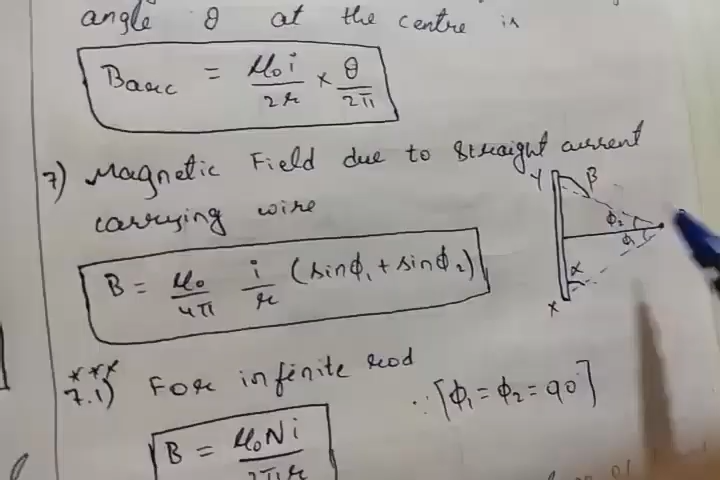 angle θ at the centre is
Barc = μ₀i/2r × θ/2π
7) Magnetic Field due to straight current
carrying wire
Y β
φ₂
φ₁
α
X
B = μ₀/4π i/r (sinφ₁ + sinφ₂)
***
7.1) For infinite rod
∵ [φ₁ = φ₂ = 90°]
B = μ₀Ni/2πr